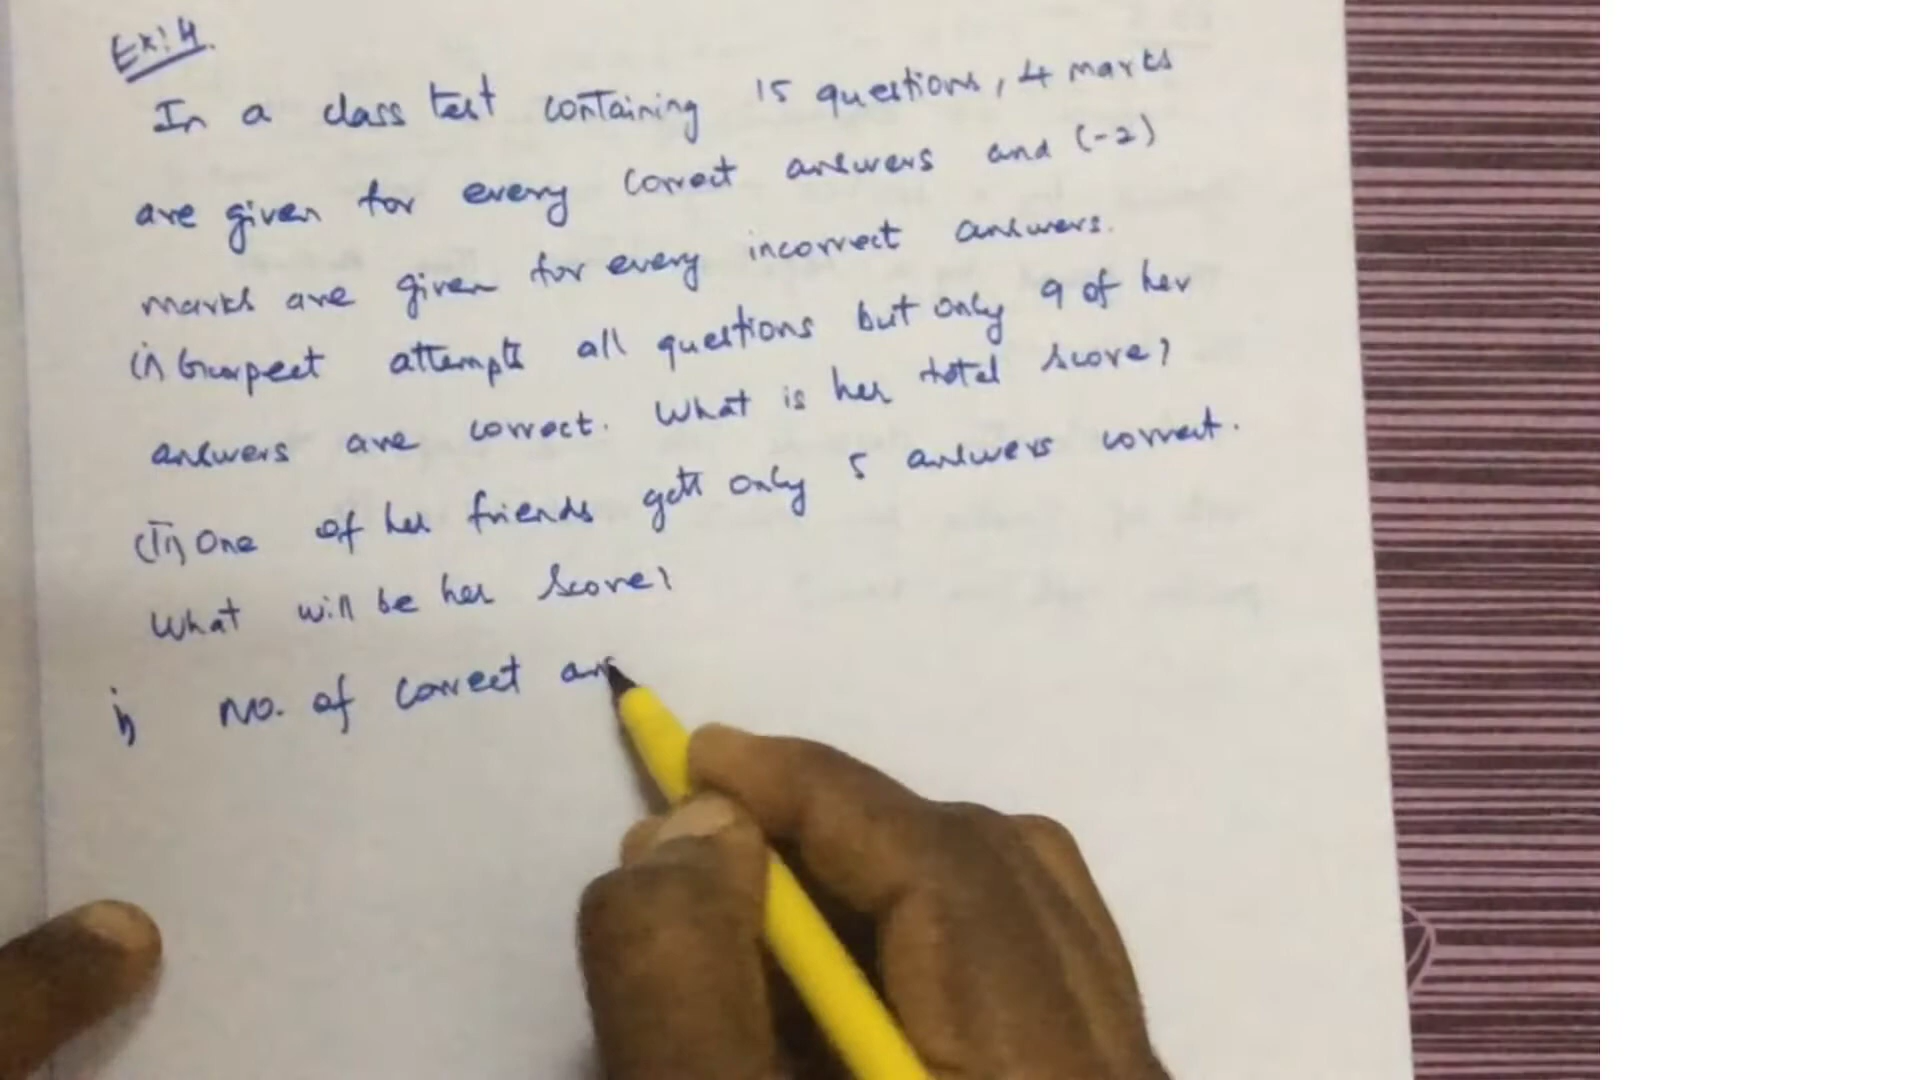 Ex: 4.
In a class test containing 15 questions, 4 marks
are given for every correct answers and (-2)
marks are given for every incorrect answers.
(i) Gurpeet attempts all questions but only 9 of her
answers are correct. What is her total score?
(ii) One of her friends gets only 5 answers correct.
What will be her score?
i) No. of correct ans